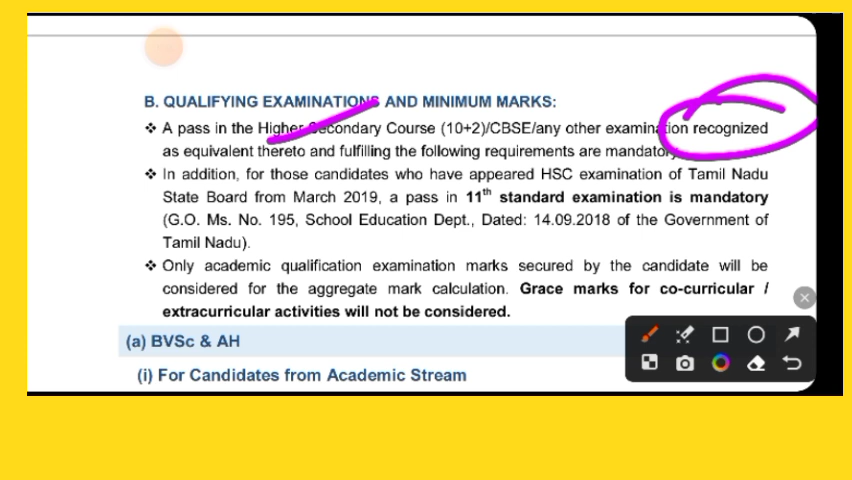 B. QUALIFYING EXAMINATIONS AND MINIMUM MARKS:
❖ A pass in the Higher Secondary Course (10+2)/CBSE/any other examination recognized
as equivalent thereto and fulfilling the following requirements are mandatory
❖ In addition, for those candidates who have appeared HSC examination of Tamil Nadu
State Board from March 2019, a pass in 11th standard examination is mandatory
(G.O. Ms. No. 195, School Education Dept., Dated: 14.09.2018 of the Government of
Tamil Nadu).
❖ Only academic qualification examination marks secured by the candidate will be
considered for the aggregate mark calculation. Grace marks for co-curricular /
extracurricular activities will not be considered.
(a) BVSc & AH
(i) For Candidates from Academic Stream